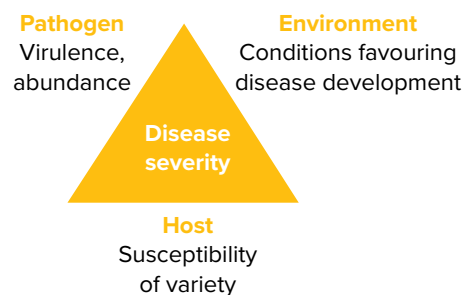 Pathogen
Virulence,
abundance
Environment
Conditions favouring
disease development
Disease
severity
Host
Susceptibility
of variety